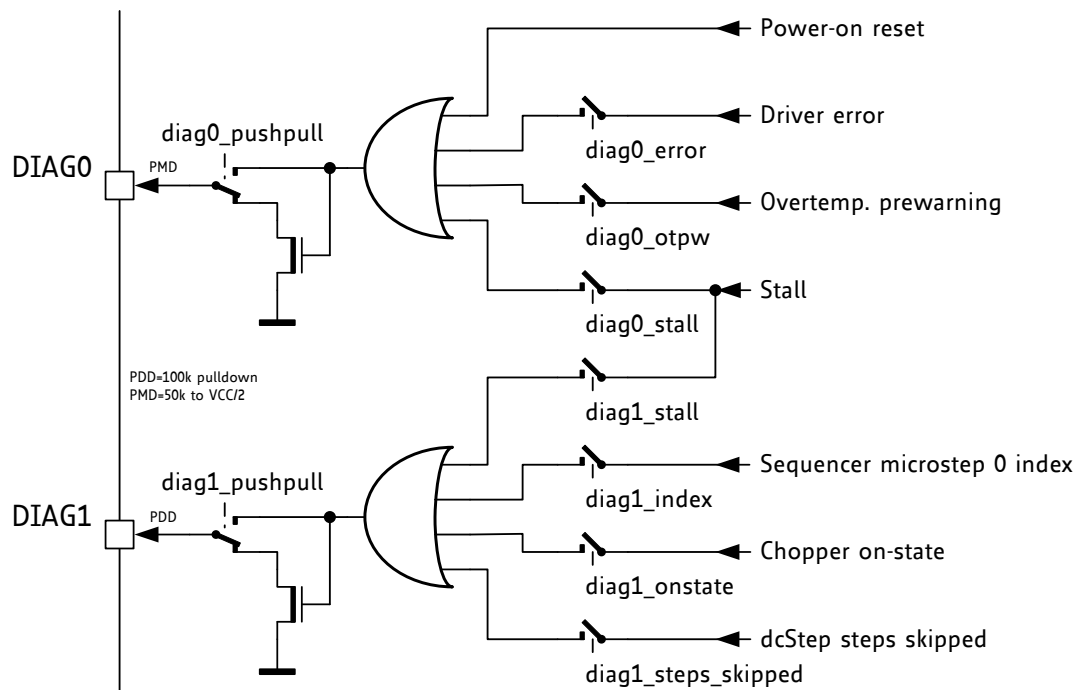 Power-on reset
Driver error
diag0_pushpull
diag0_error
DIAG0
PMD
Overtemp. prewarning
diag0_otpw
Stall
diag0_stall
PDD=100k pulldown
PMD=50k to VCC/2
diag1_stall
Sequencer microstep 0 index
diag1_pushpull
diag1_index
DIAG1
PDD
Chopper on-state
diag1_onstate
dcStep steps skipped
diag1_steps_skipped